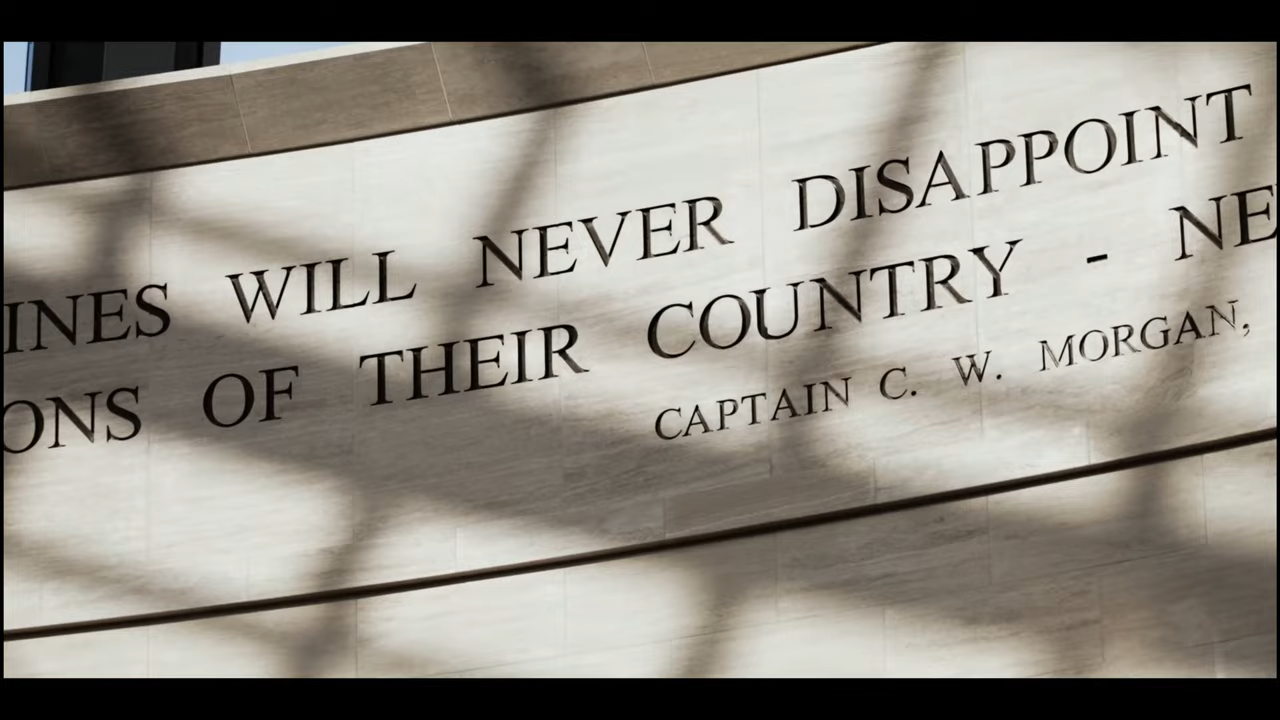 INES WILL NEVER DISAPPOINT
ONS OF THEIR COUNTRY - NE
CAPTAIN C. W. MORGAN,